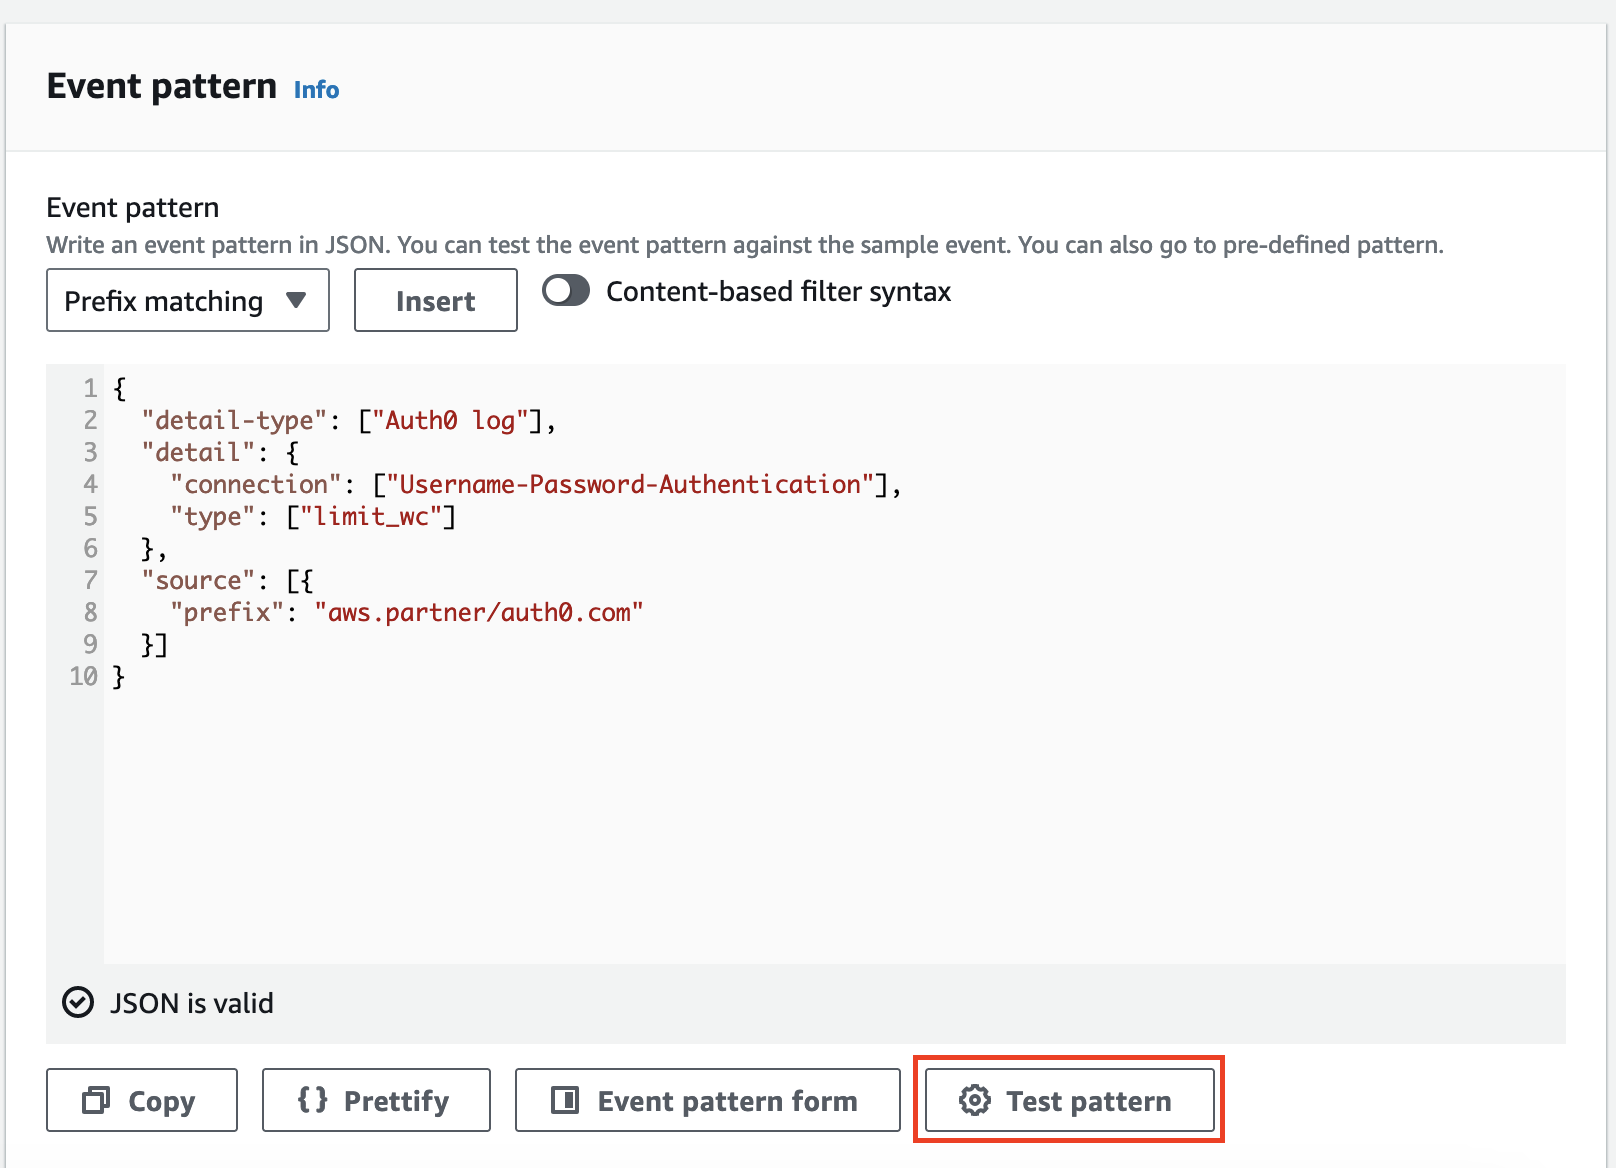 Event pattern Info
Event pattern
Write an event pattern in JSON. You can test the event pattern against the sample event. You can also go to pre-defined pattern.
Prefix matching Insert Content-based filter syntax
1 {
2   "detail-type": ["Auth0 log"],
3   "detail": {
4     "connection": ["Username-Password-Authentication"],
5     "type": ["limit_wc"]
6   },
7   "source": [{
8     "prefix": "aws.partner/auth0.com"
9   }]
10 }
JSON is valid
Copy {} Prettify Event pattern form Test pattern